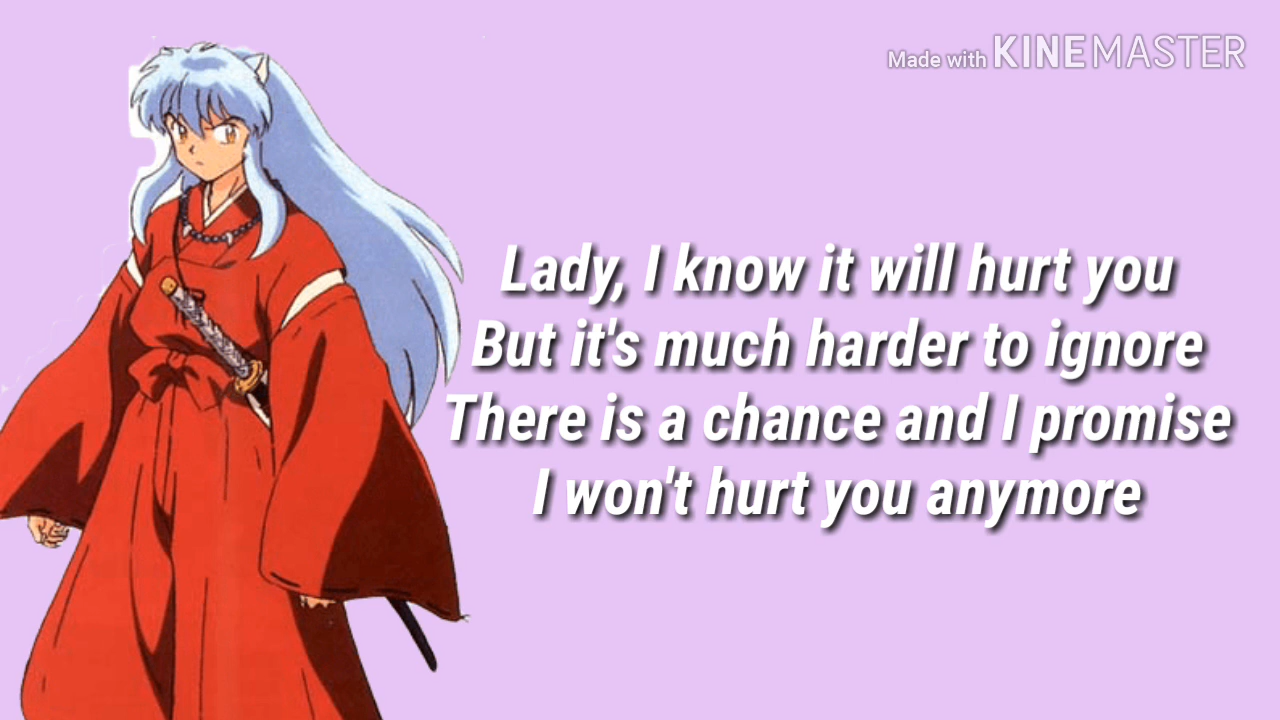 Made with KINEMASTER
Lady, I know it will hurt you
But it's much harder to ignore
There is a chance and I promise
I won't hurt you anymore